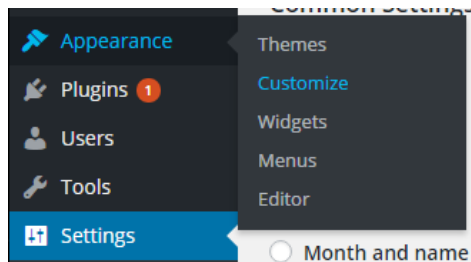 Common Settings
Appearance
Plugins 1
Users
Tools
Settings
Themes
Customize
Widgets
Menus
Editor
Month and name